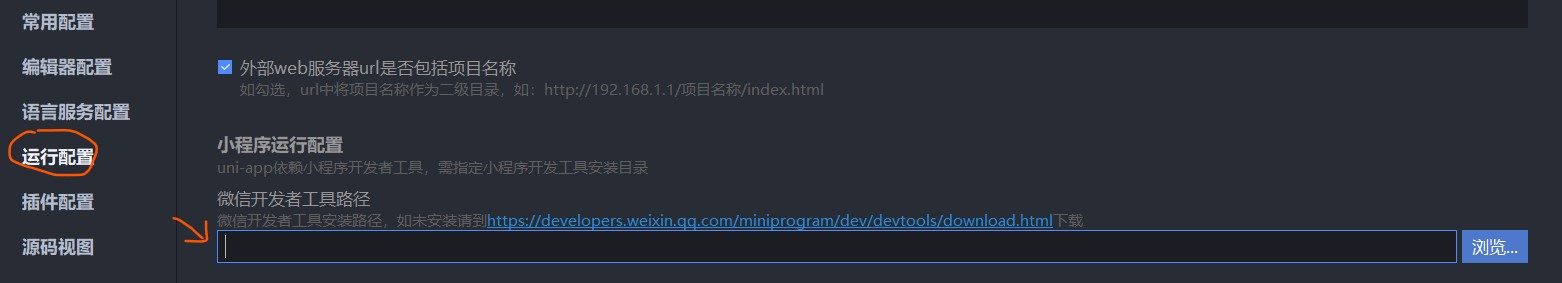 常用配置
编辑器配置
语言服务配置
运行配置
插件配置
源码视图
外部web服务器url是否包括项目名称
如勾选，url中将项目名称作为二级目录，如：http://192.168.1.1/项目名称/index.html
小程序运行配置
uni-app依赖小程序开发者工具，需指定小程序开发工具安装目录
微信开发者工具路径
微信开发者工具安装路径，如未安装请到https://developers.weixin.qq.com/miniprogram/dev/devtools/download.html下载
浏览...